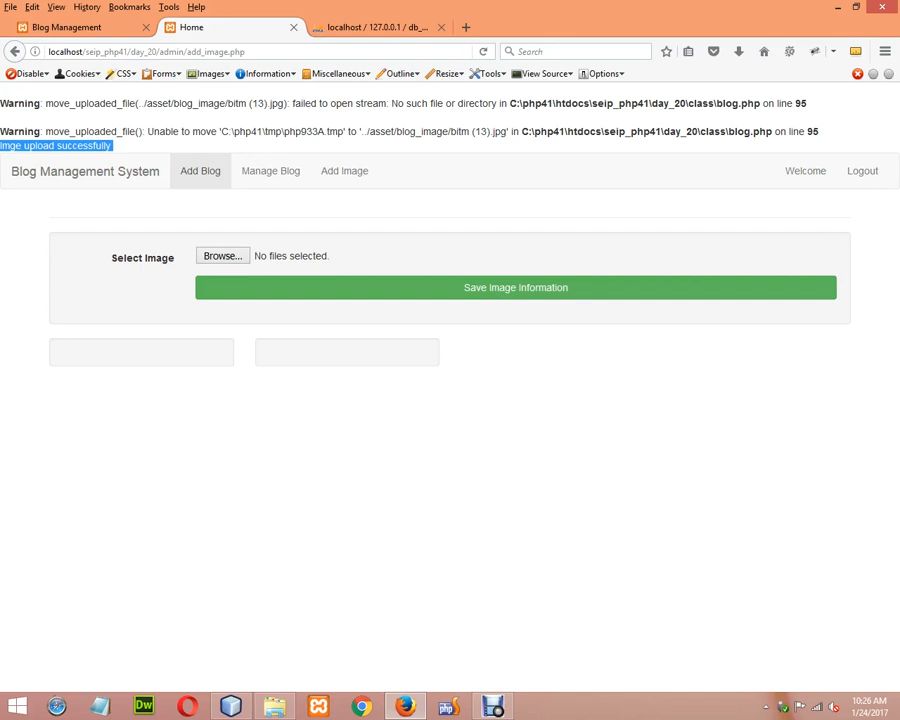 File Edit View History Bookmarks Tools Help
Blog Management
Home
localhost / 127.0.0.1 / db_...
localhost/seip_php41/day_20/admin/add_image.php
Search
Disable Cookies CSS Forms Images Information Miscellaneous Outline Resize Tools View Source Options
Warning: move_uploaded_file(../asset/blog_image/bitm (13).jpg): failed to open stream: No such file or directory in C:\php41\htdocs\seip_php41\day_20\class\blog.php on line 95
Warning: move_uploaded_file(): Unable to move 'C:\php41\tmp\php933A.tmp' to '../asset/blog_image/bitm (13).jpg' in C:\php41\htdocs\seip_php41\day_20\class\blog.php on line 95
Imge upload successfully
Blog Management System Add Blog Manage Blog Add Image Welcome Logout
Select Image Browse... No files selected.
Save Image Information
Dw
php
10:26 AM
1/24/2017